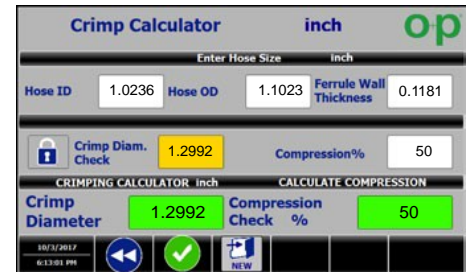 Crimp Calculator inch o+p
Enter Hose Size inch
Hose ID 1.0236 Hose OD 1.1023 Ferrule Wall Thickness 0.1181
Crimp Diam. Check 1.2992 Compression% 50
CRIMPING CALCULATOR inch CALCULATE COMPRESSION
Crimp Diameter 1.2992 Compression Check % 50
10/3/2017
6:13:01 PM NEW